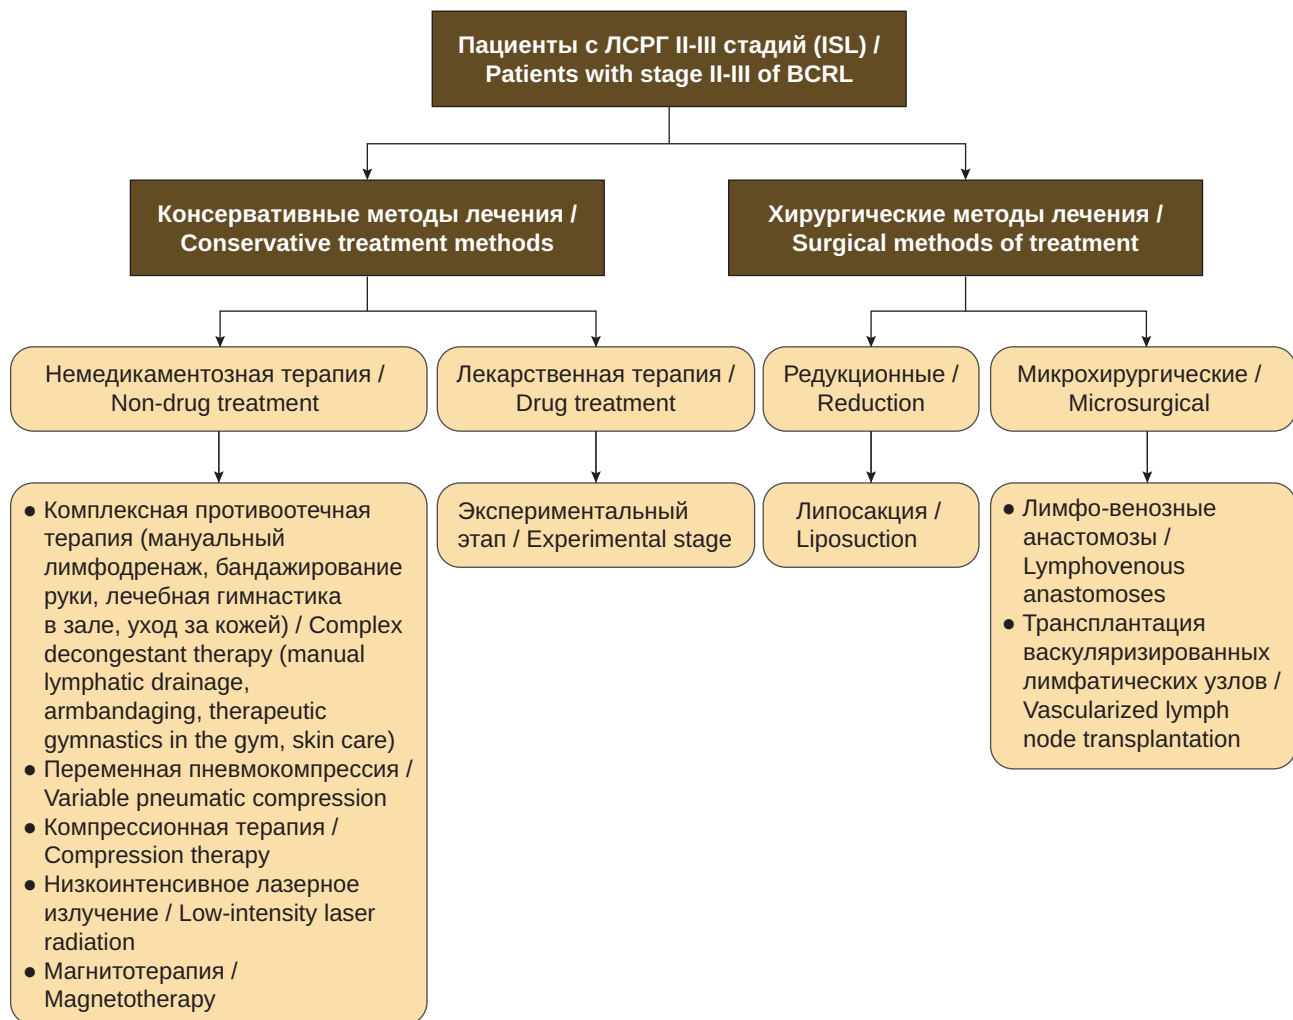 Пациенты с ЛСРГ II-III стадий (ISL) /
Patients with stage II-III of BCRL
Консервативные методы лечения /
Conservative treatment methods
Хирургические методы лечения /
Surgical methods of treatment
Немедикаментозная терапия /
Non-drug treatment
Лекарственная терапия /
Drug treatment
Редукционные /
Reduction
Микрохирургические /
Microsurgical
● Комплексная противоотечная
терапия (мануальный
лимфодренаж, бандажирование
руки, лечебная гимнастика
в зале, уход за кожей) / Complex
decongestant therapy (manual
lymphatic drainage,
armbandaging, therapeutic
gymnastics in the gym, skin care)
● Переменная пневмокомпрессия /
Variable pneumatic compression
● Компрессионная терапия /
Compression therapy
● Низкоинтенсивное лазерное
излучение / Low-intensity laser
radiation
● Магнитотерапия /
Magnetotherapy
Экспериментальный
этап / Experimental stage
Липосакция /
Liposuction
● Лимфо-венозные
анастомозы /
Lymphovenous
anastomoses
● Трансплантация
васкуляризированных
лимфатических узлов /
Vascularized lymph
node transplantation